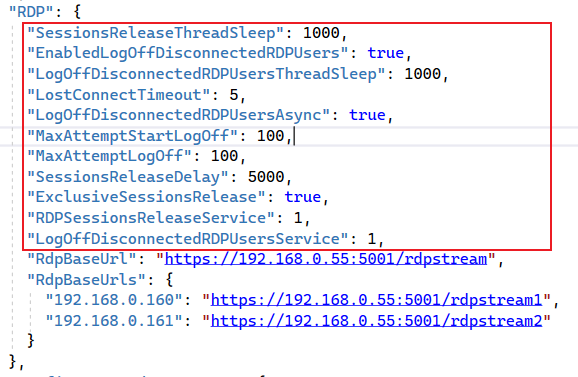 "RDP": {
"SessionsReleaseThreadSleep": 1000,
"EnabledLogOffDisconnectedRDPUsers": true,
"LogOffDisconnectedRDPUsersThreadSleep": 1000,
"LostConnectTimeout": 5,
"LogOffDisconnectedRDPUsersAsync": true,
"MaxAttemptStartLogOff": 100,
"MaxAttemptLogOff": 100,
"SessionsReleaseDelay": 5000,
"ExclusiveSessionsRelease": true,
"RDPSessionsReleaseService": 1,
"LogOffDisconnectedRDPUsersService": 1,
"RdpBaseUrl": "https://192.168.0.55:5001/rdpstream",
"RdpBaseUrls": {
"192.168.0.160": "https://192.168.0.55:5001/rdpstream1",
"192.168.0.161": "https://192.168.0.55:5001/rdpstream2"
}
},